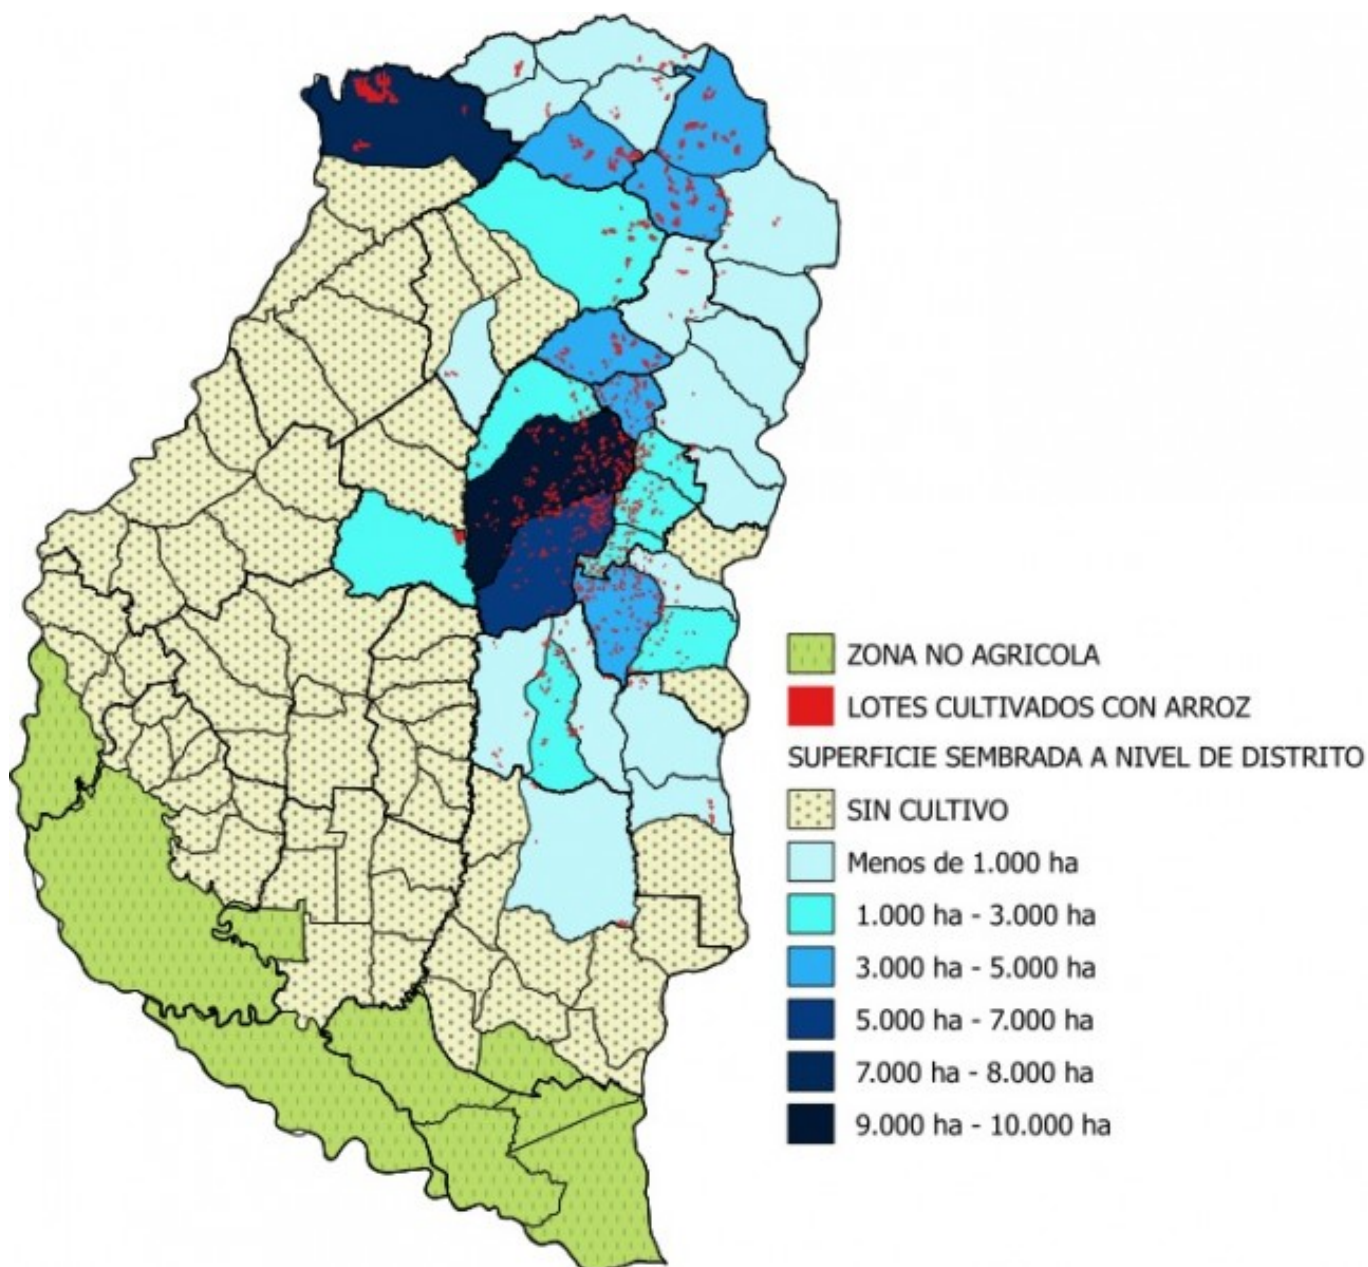 ZONA NO AGRICOLA
LOTES CULTIVADOS CON ARROZ
SUPERFICIE SEMBRADA A NIVEL DE DISTRITO
SIN CULTIVO
Menos de 1.000 ha
1.000 ha - 3.000 ha
3.000 ha - 5.000 ha
5.000 ha - 7.000 ha
7.000 ha - 8.000 ha
9.000 ha - 10.000 ha